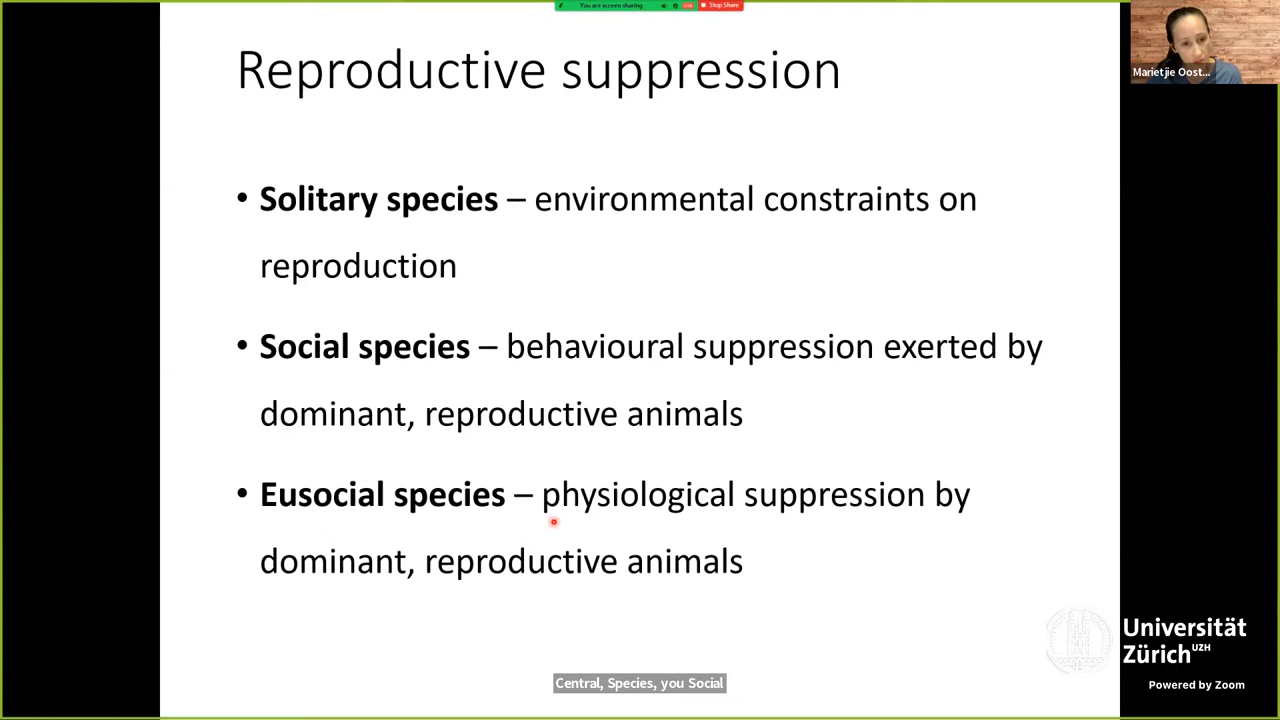 You are screen sharing
Stop Share
Reproductive suppression
Marietjie Oost...
• Solitary species – environmental constraints on
reproduction
• Social species – behavioural suppression exerted by
dominant, reproductive animals
• Eusocial species – physiological suppression by
dominant, reproductive animals
Universität
Zürich UZH
Central, Species, you Social
Powered by Zoom